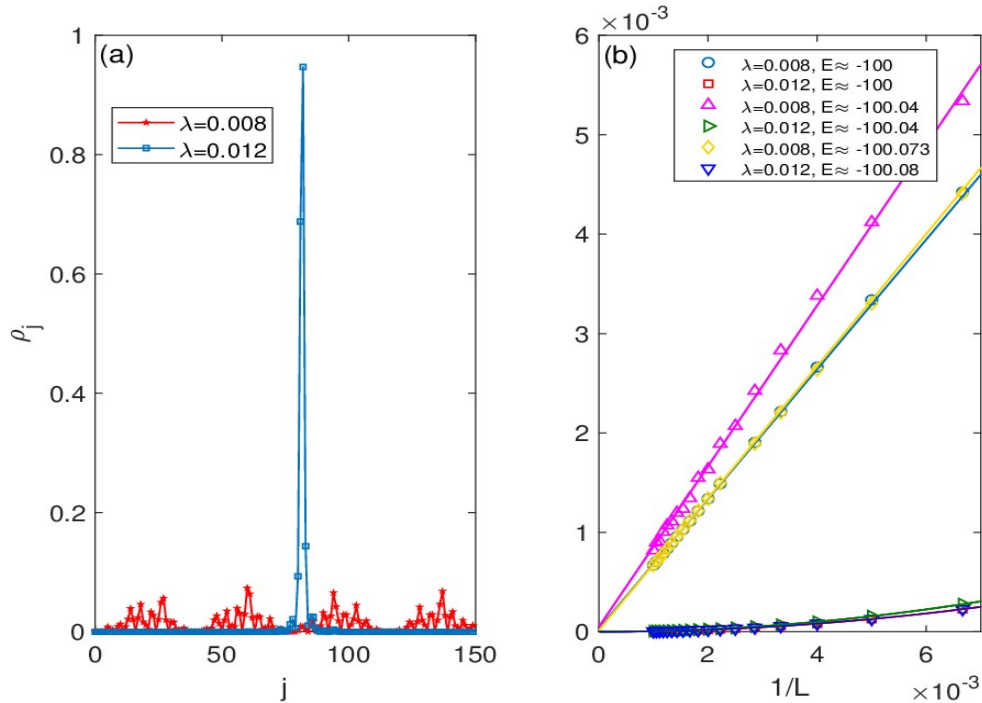 (a)
λ=0.008
λ=0.012
1
0.8
0.6
0.4
0.2
0
0 50 100 150
j
ρj
(b)
×10⁻³
λ=0.008, E≈ -100
λ=0.012, E≈ -100
λ=0.008, E≈ -100.04
λ=0.012, E≈ -100.04
λ=0.008, E≈ -100.073
λ=0.012, E≈ -100.08
6
5
4
3
2
1
0
0 2 4 6
1/L
×10⁻³